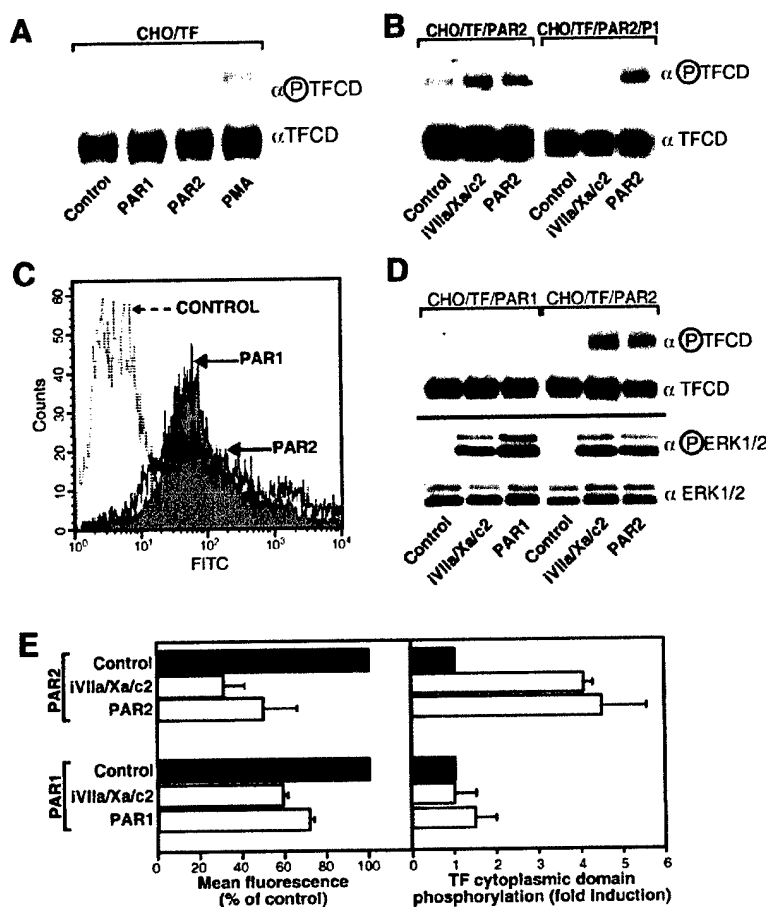 A
CHO/TF
α Ⓟ TFCD
αTFCD
Control
PAR1
PAR2
PMA
B
CHO/TF/PAR2 CHO/TF/PAR2/P1
α Ⓟ TFCD
α TFCD
Control
iVIIa/Xa/c2
PAR2
Control
iVIIa/Xa/c2
PAR2
C
CONTROL
PAR1
PAR2
Counts
80
60
50
40
30
20
10
0
10⁰ 10¹ 10² 10³ 10⁴
FITC
D
CHO/TF/PAR1 CHO/TF/PAR2
α Ⓟ TFCD
α TFCD
α Ⓟ ERK1/2
α ERK1/2
Control
iVIIa/Xa/c2
PAR1
Control
iVIIa/Xa/c2
PAR2
E
PAR2
Control
iVIIa/Xa/c2
PAR2
PAR1
Control
iVIIa/Xa/c2
PAR1
0 20 40 60 80 100
Mean fluorescence
(% of control)
0 1 2 3 4 5 6
TF cytoplasmic domain
phosphorylation (fold induction)